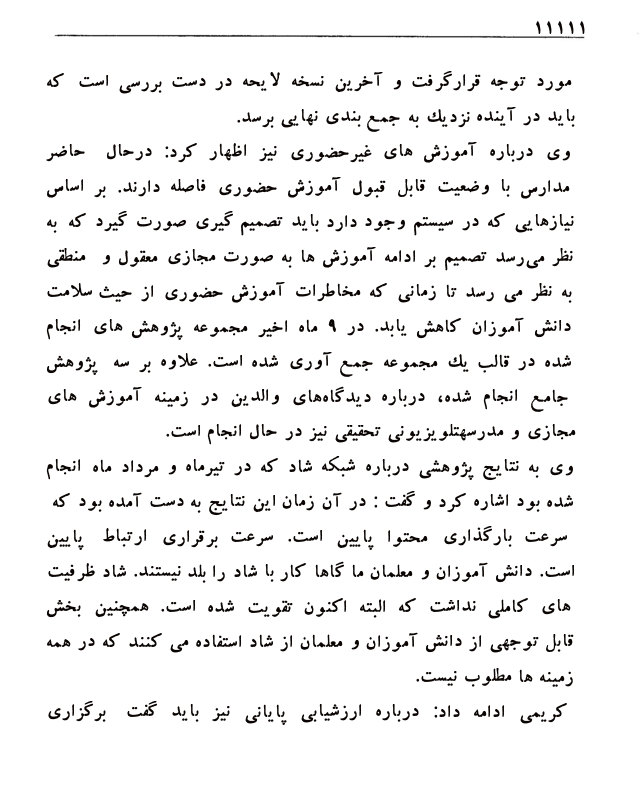 ۱۱۱۱۱
مورد توجه قرارگرفت و آخرین نسخه لایحه در دست بررسی است که
باید در آینده نزدیك به جمع بندی نهایی برسد.
وی درباره آموزش های غیرحضوری نیز اظهار کرد: درحال حاضر
مدارس با وضعیت قابل قبول آموزش حضوری فاصله دارند. بر اساس
نیازهایی که در سیستم وجود دارد باید تصمیم گیری صورت گیرد که به
نظر می‌رسد تصمیم بر ادامه آموزش ها به صورت مجازی معقول و منطقی
به نظر می رسد تا زمانی که مخاطرات آموزش حضوری از حیث سلامت
دانش آموزان کاهش یابد. در ۹ ماه اخیر مجموعه پژوهش های انجام
شده در قالب یك مجموعه جمع آوری شده است. علاوه بر سه پژوهش
جامع انجام شده، درباره دیدگاه‌های والدین در زمینه آموزش های
مجازی و مدرسهتلویزیونی تحقیقی نیز در حال انجام است.
وی به نتایج پژوهشی درباره شبکه شاد که در تیرماه و مرداد ماه انجام
شده بود اشاره کرد و گفت : در آن زمان این نتایج به دست آمده بود که
سرعت بارگذاری محتوا پایین است. سرعت برقراری ارتباط پایین
است. دانش آموزان و معلمان ما گاها کار با شاد را بلد نیستند. شاد ظرفیت
های کاملی نداشت که البته اکنون تقویت شده است. همچنین بخش
قابل توجهی از دانش آموزان و معلمان از شاد استفاده می کنند که در همه
زمینه ها مطلوب نیست.
کریمی ادامه داد: درباره ارزشیابی پایانی نیز باید گفت برگزاری